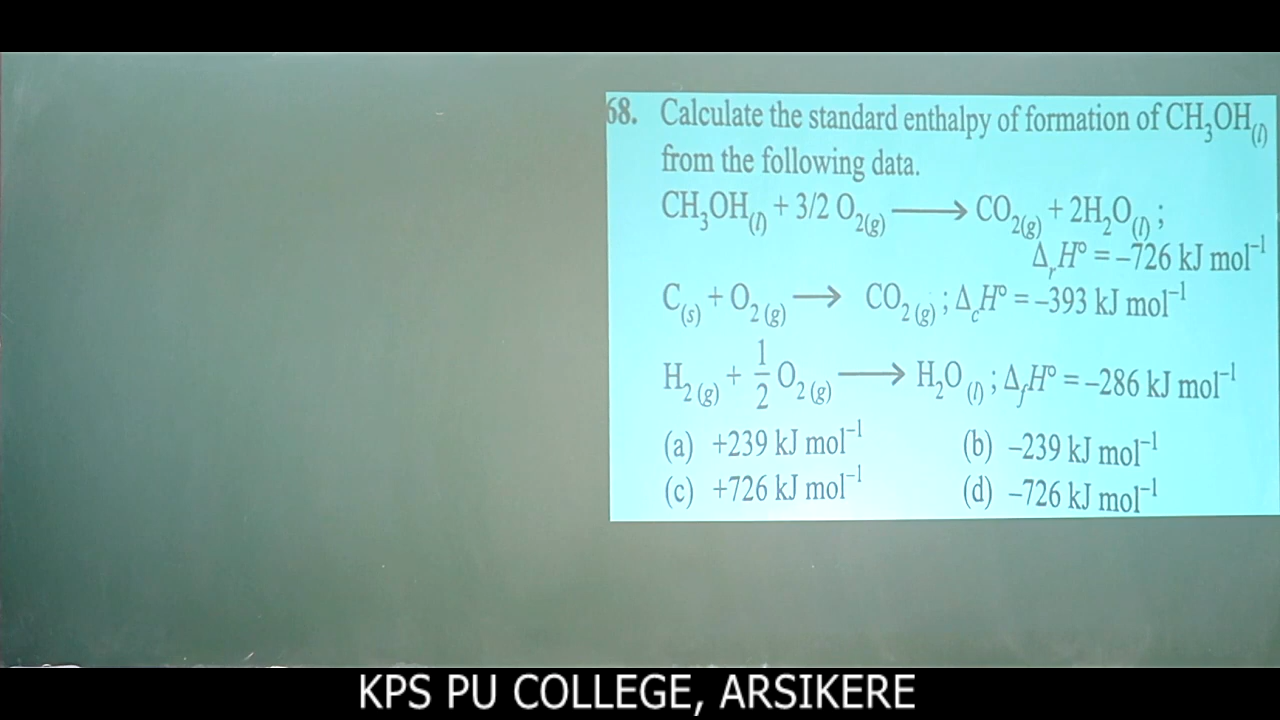 68. Calculate the standard enthalpy of formation of CH₃OH₍l₎
from the following data.
CH₃OH₍l₎ + 3/2 O₂₍g₎ ⟶ CO₂₍g₎ + 2H₂O₍l₎ ;
ΔᵣH° = –726 kJ mol⁻¹
C₍s₎ + O₂ ₍g₎ ⟶ CO₂ ₍g₎ ; Δ_cH° = –393 kJ mol⁻¹
H₂ ₍g₎ + 1/2 O₂ ₍g₎ ⟶ H₂O ₍l₎ ; Δ_fH° = –286 kJ mol⁻¹
(a) +239 kJ mol⁻¹ (b) –239 kJ mol⁻¹
(c) +726 kJ mol⁻¹ (d) –726 kJ mol⁻¹
KPS PU COLLEGE, ARSIKERE